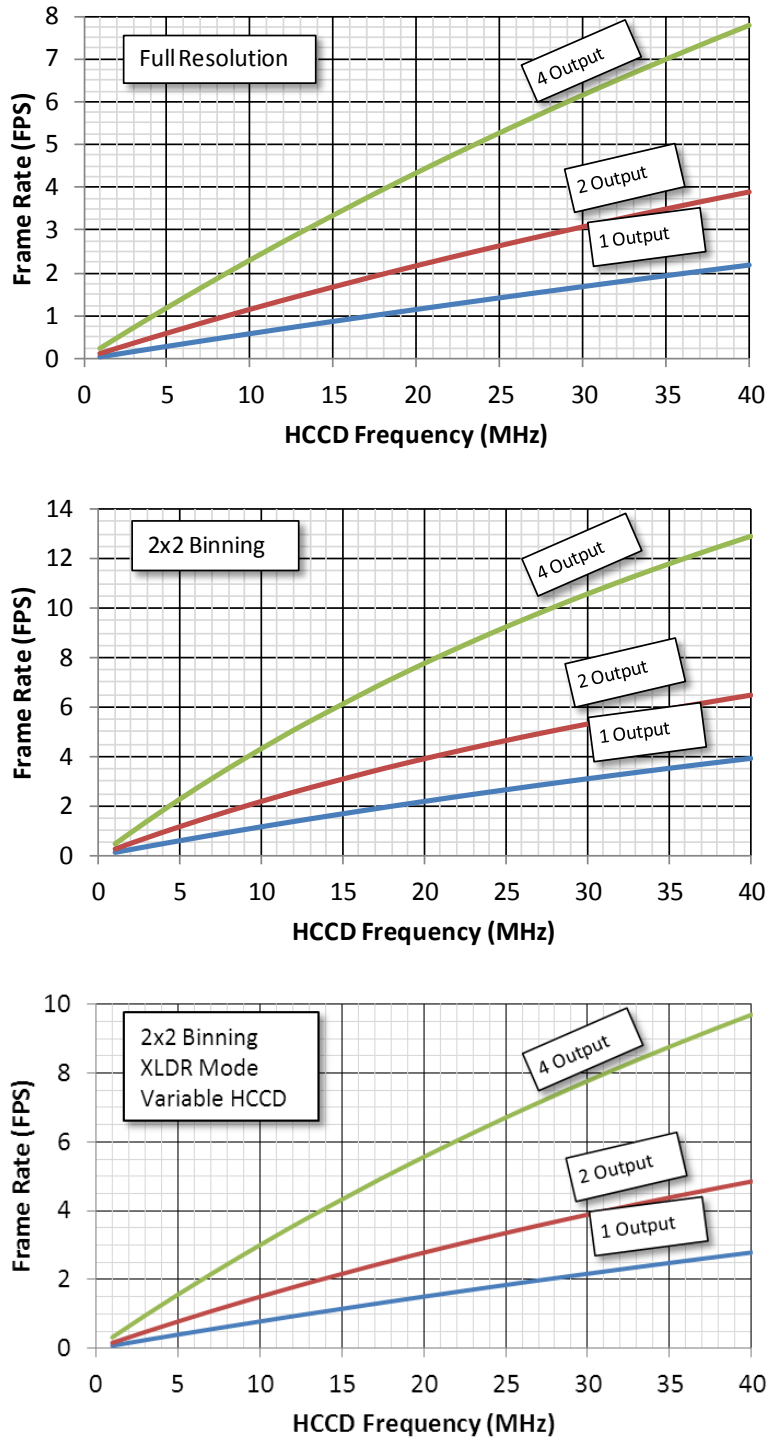 Full Resolution
4 Output
2 Output
1 Output
Frame Rate (FPS)
8
7
6
5
4
3
2
1
0
0 5 10 15 20 25 30 35 40
HCCD Frequency (MHz)
2x2 Binning
4 Output
2 Output
1 Output
Frame Rate (FPS)
14
12
10
8
6
4
2
0
0 5 10 15 20 25 30 35 40
HCCD Frequency (MHz)
2x2 Binning
XLDR Mode
Variable HCCD
4 Output
2 Output
1 Output
Frame Rate (FPS)
10
8
6
4
2
0
0 5 10 15 20 25 30 35 40
HCCD Frequency (MHz)